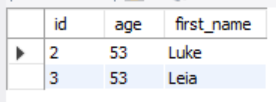 id age first_name
2 53 Luke
3 53 Leia